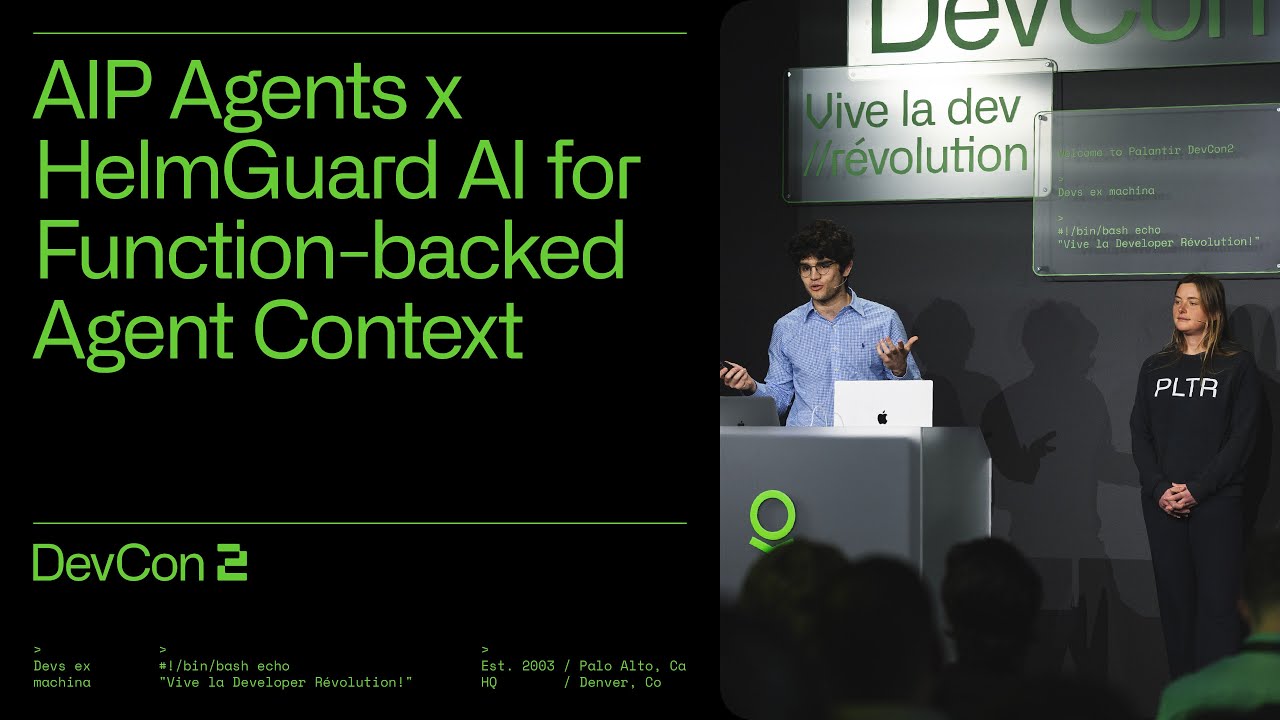 AIP Agents x
HelmGuard AI for
Function-backed
Agent Context
DevCon 2
>
Devs ex
machina
>
#!/bin/bash echo
"Vive la Developer Révolution!"
>
Est. 2003 / Palo Alto, Ca
HQ / Denver, Co
DevCon
Vive la dev
//révolution
Welcome to Palantir DevCon2
>
Devs ex machina
>
#!/bin/bash echo
"Vive la Developer Révolution!"
PLTR